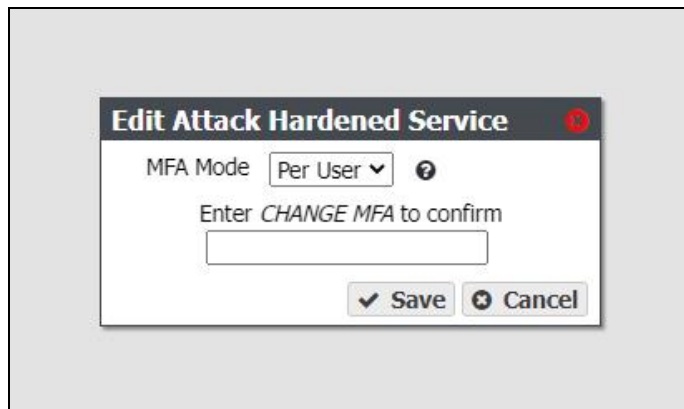 Edit Attack Hardened Service
MFA Mode Per User
Enter CHANGE MFA to confirm
Save Cancel